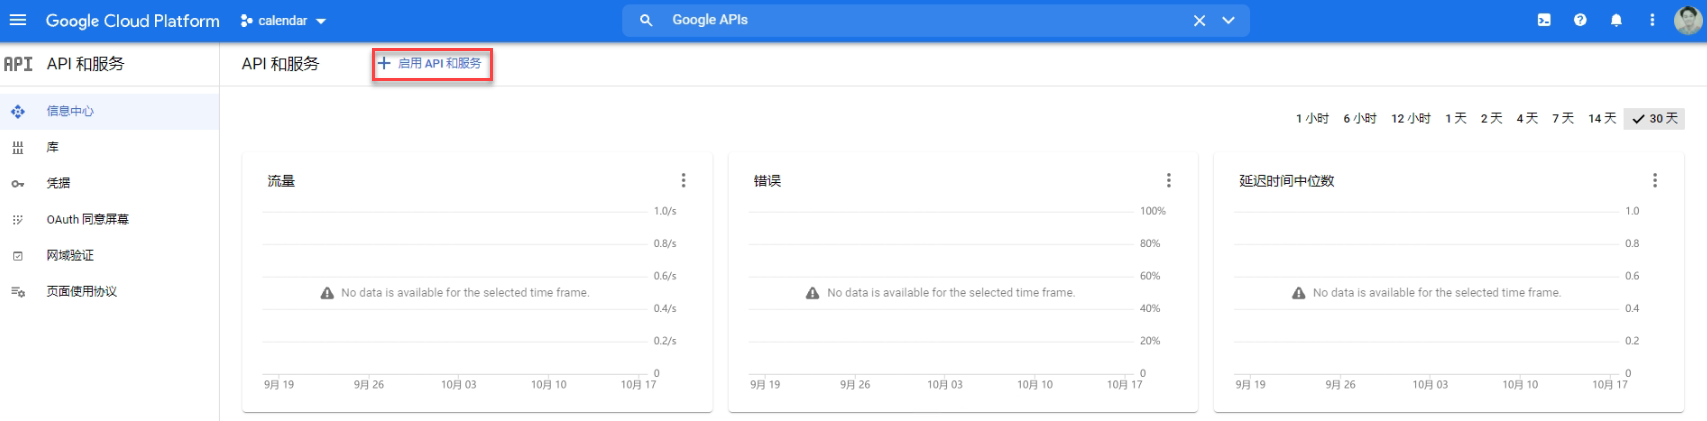 Google Cloud Platform calendar Google APIs
API API 和服务 API 和服务 + 启用 API 和服务
信息中心
1 小时 6 小时 12 小时 1 天 2 天 4 天 7 天 14 天 30 天
库
凭据
OAuth 同意屏幕
网域验证
页面使用协议
流量
1.0/s
0.8/s
0.6/s
No data is available for the selected time frame.
0.4/s
0.2/s
0
9月 19 9月 26 10月 03 10月 10 10月 17
错误
100%
80%
60%
No data is available for the selected time frame.
40%
20%
0
9月 19 9月 26 10月 03 10月 10 10月 17
延迟时间中位数
1.0
0.8
0.6
No data is available for the selected time frame.
0.4
0.2
0
9月 19 9月 26 10月 03 10月 10 10月 17